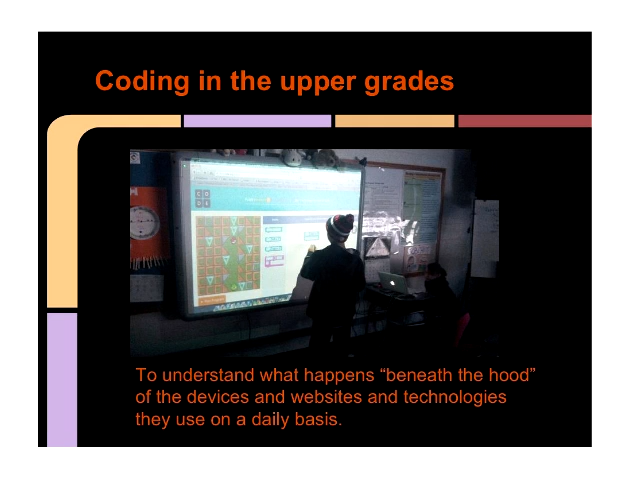 Coding in the upper grades
C O
D E
To understand what happens “beneath the hood”
of the devices and websites and technologies
they use on a daily basis.